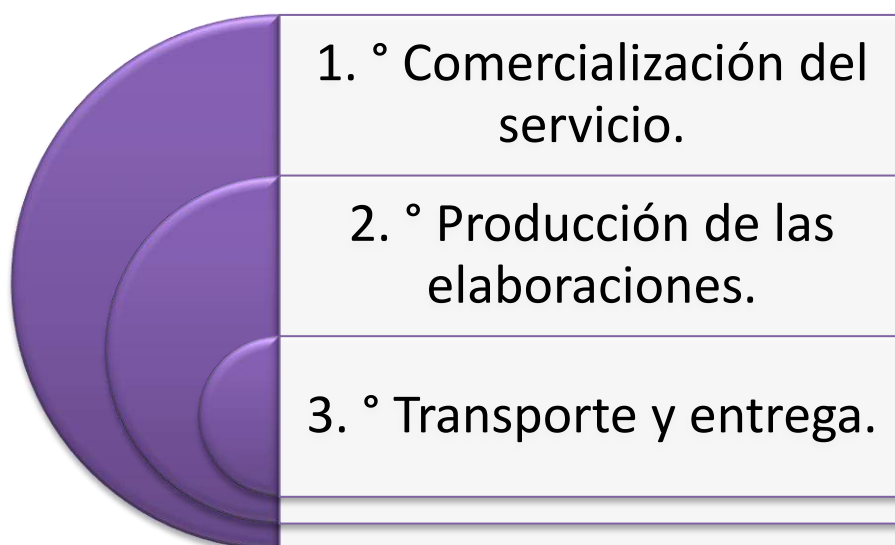 1. ° Comercialización del
servicio.
2. ° Producción de las
elaboraciones.
3. ° Transporte y entrega.